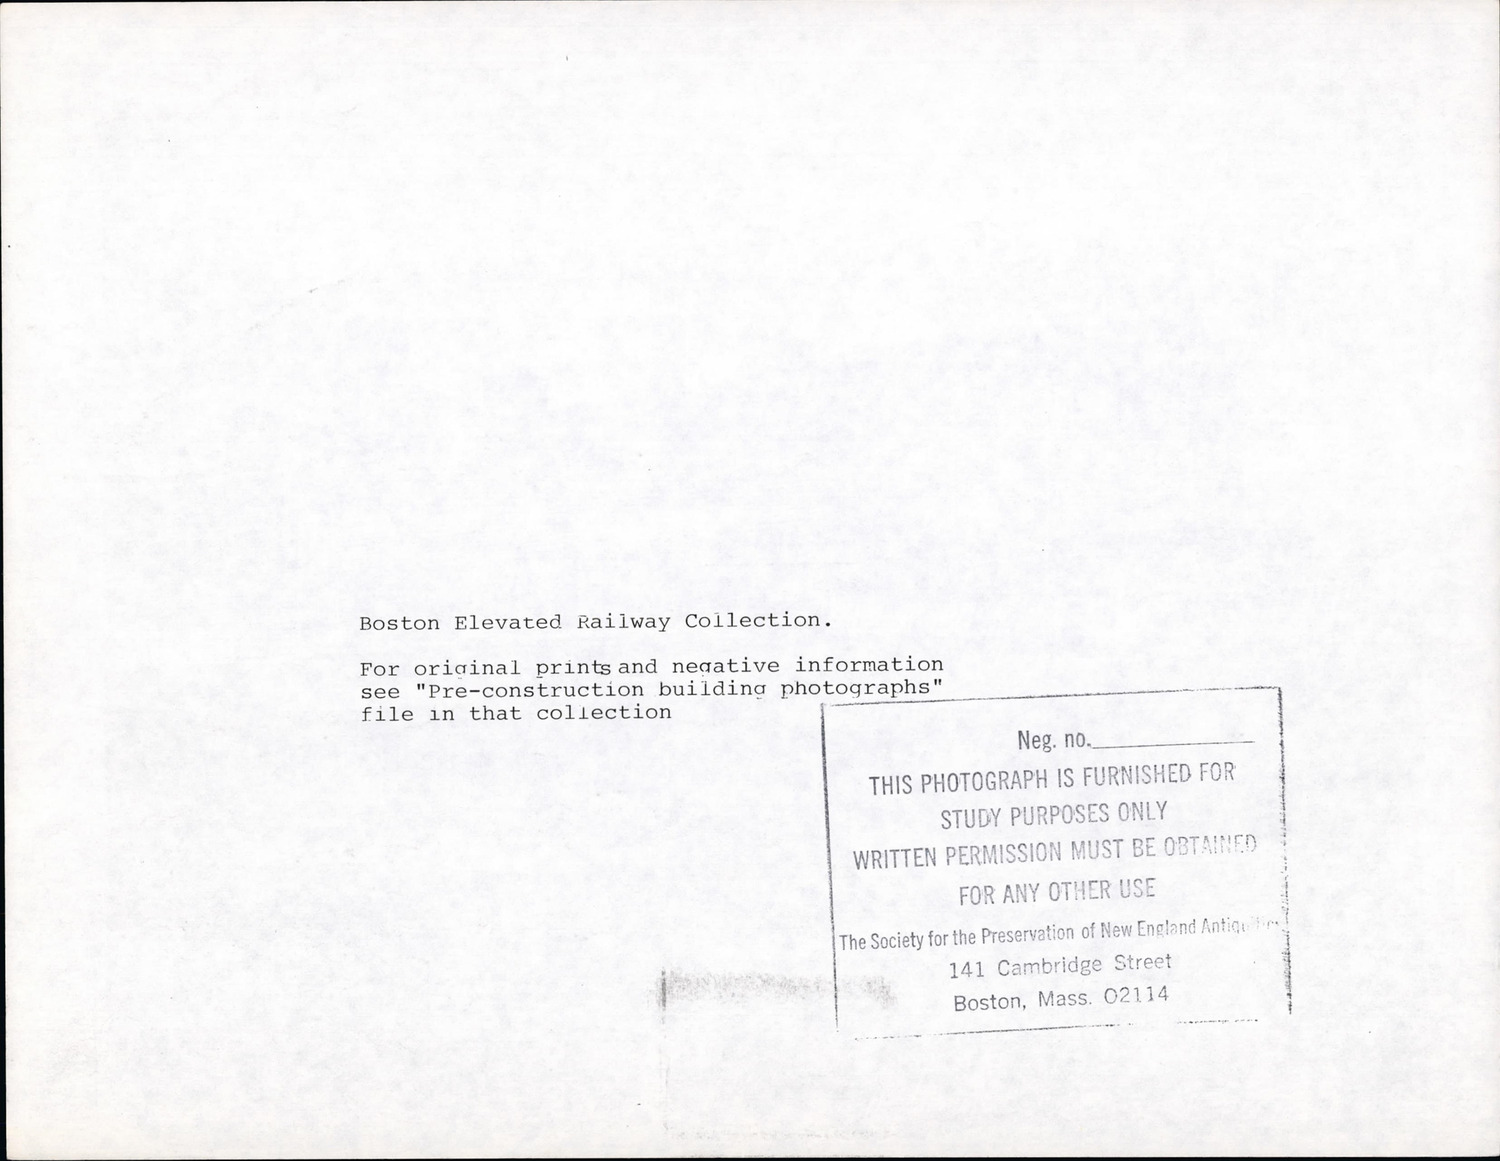 Boston Elevated Railway Collection.
For original prints and negative information
see "Pre-construction building photographs"
file in that collection
Neg. no.
THIS PHOTOGRAPH IS FURNISHED FOR
STUDY PURPOSES ONLY
WRITTEN PERMISSION MUST BE OBTAINED
FOR ANY OTHER USE
The Society for the Preservation of New England
141 Cambridge Street
Boston, Mass. 02114